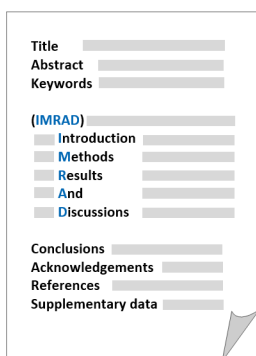 Title
Abstract
Keywords
(IMRAD)
Introduction
Methods
Results
And
Discussions
Conclusions
Acknowledgements
References
Supplementary data